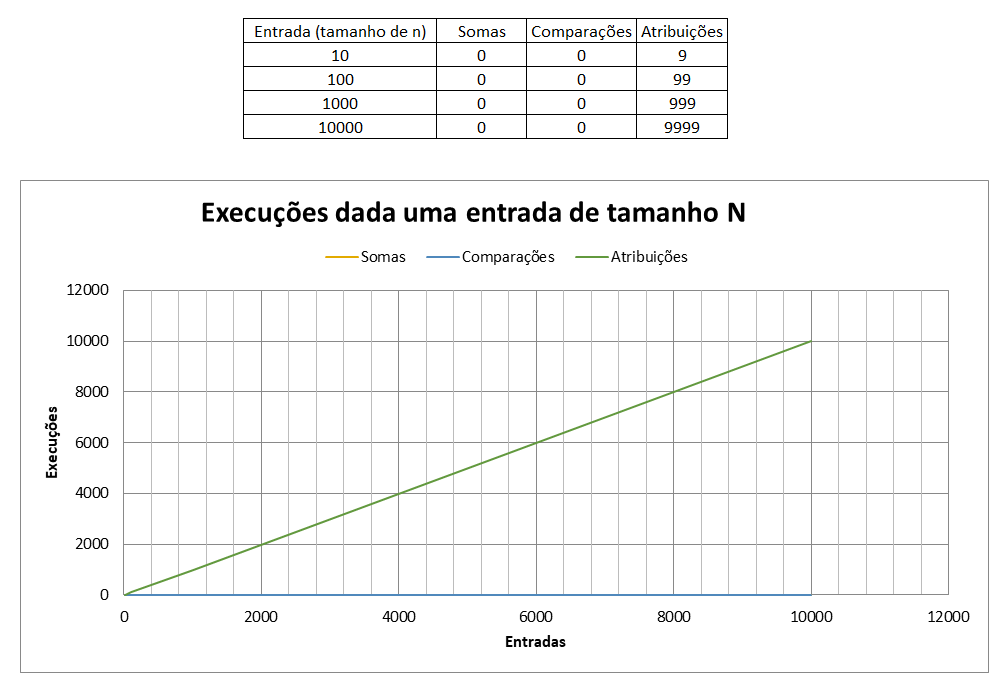 Entrada (tamanho de n) Somas Comparações Atribuições
10 0 0 9
100 0 0 99
1000 0 0 999
10000 0 0 9999
Execuções dada uma entrada de tamanho N
Somas Comparações Atribuições
12000
10000
8000
6000
4000
2000
0
Execuções
0 2000 4000 6000 8000 10000 12000
Entradas